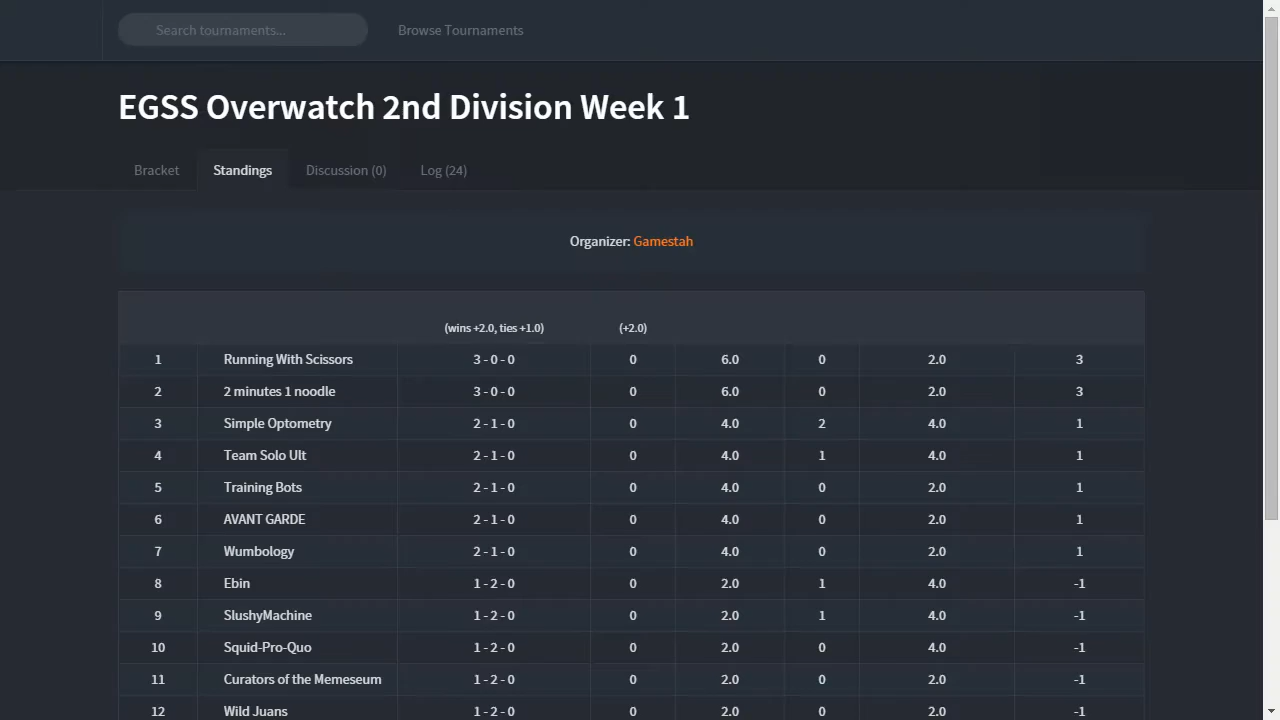 Search tournaments...
Browse Tournaments
EGSS Overwatch 2nd Division Week 1
Bracket Standings Discussion (0) Log (24)
Organizer: Gamestah
(wins +2.0, ties +1.0) (+2.0)
1 Running With Scissors 3 - 0 - 0 0 6.0 0 2.0 3
2 2 minutes 1 noodle 3 - 0 - 0 0 6.0 0 2.0 3
3 Simple Optometry 2 - 1 - 0 0 4.0 2 4.0 1
4 Team Solo Ult 2 - 1 - 0 0 4.0 1 4.0 1
5 Training Bots 2 - 1 - 0 0 4.0 0 2.0 1
6 AVANT GARDE 2 - 1 - 0 0 4.0 0 2.0 1
7 Wumbology 2 - 1 - 0 0 4.0 0 2.0 1
8 Ebin 1 - 2 - 0 0 2.0 1 4.0 -1
9 SlushyMachine 1 - 2 - 0 0 2.0 1 4.0 -1
10 Squid-Pro-Quo 1 - 2 - 0 0 2.0 0 4.0 -1
11 Curators of the Memeseum 1 - 2 - 0 0 2.0 0 2.0 -1
12 Wild Juans 1 - 2 - 0 0 2.0 0 2.0 -1